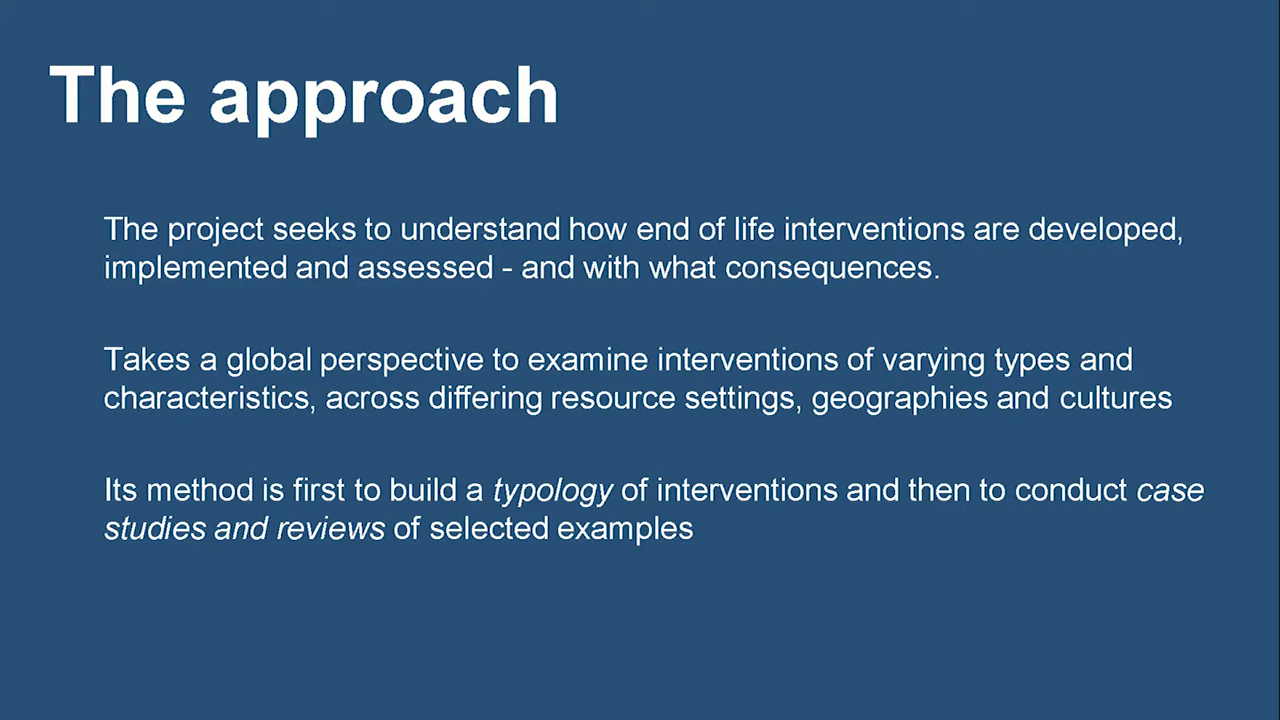 The approach
The project seeks to understand how end of life interventions are developed,
implemented and assessed - and with what consequences.
Takes a global perspective to examine interventions of varying types and
characteristics, across differing resource settings, geographies and cultures
Its method is first to build a typology of interventions and then to conduct case
studies and reviews of selected examples